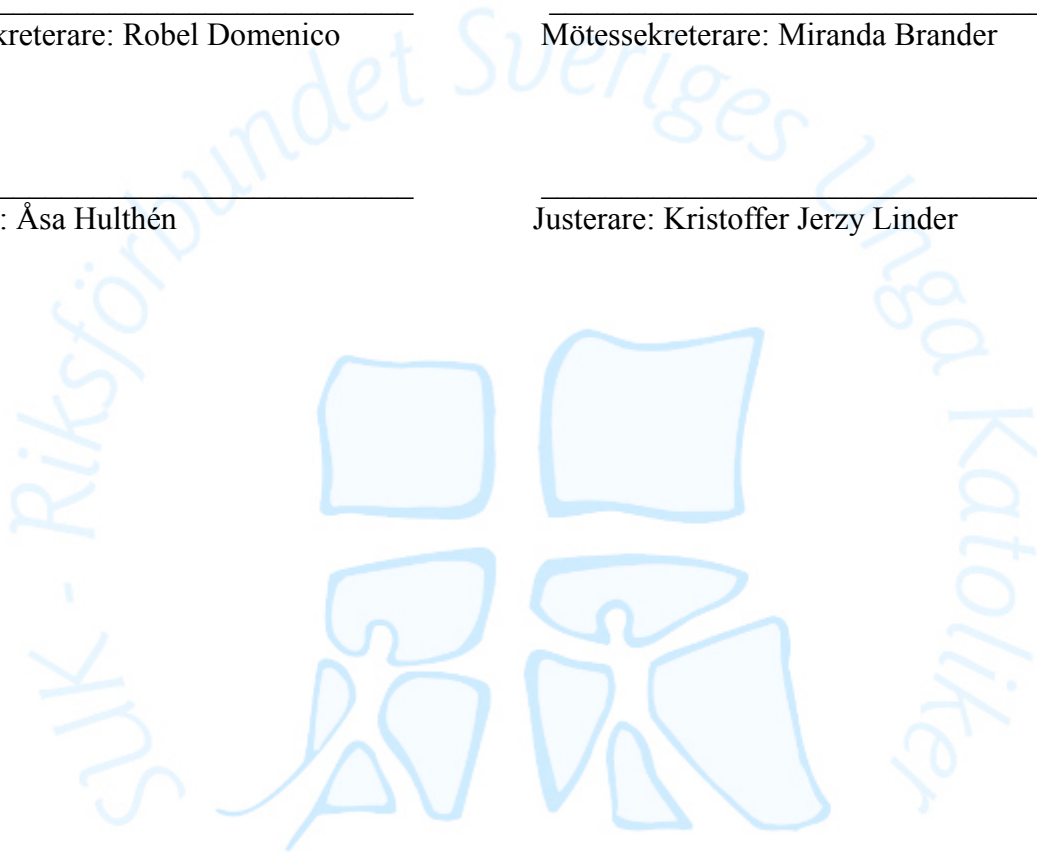 kreterare: Robel Domenico Mötessekreterare: Miranda Brander
: Åsa Hulthén Justerare: Kristoffer Jerzy Linder
SUK - Riksförbundet Sveriges Unga Katoliker